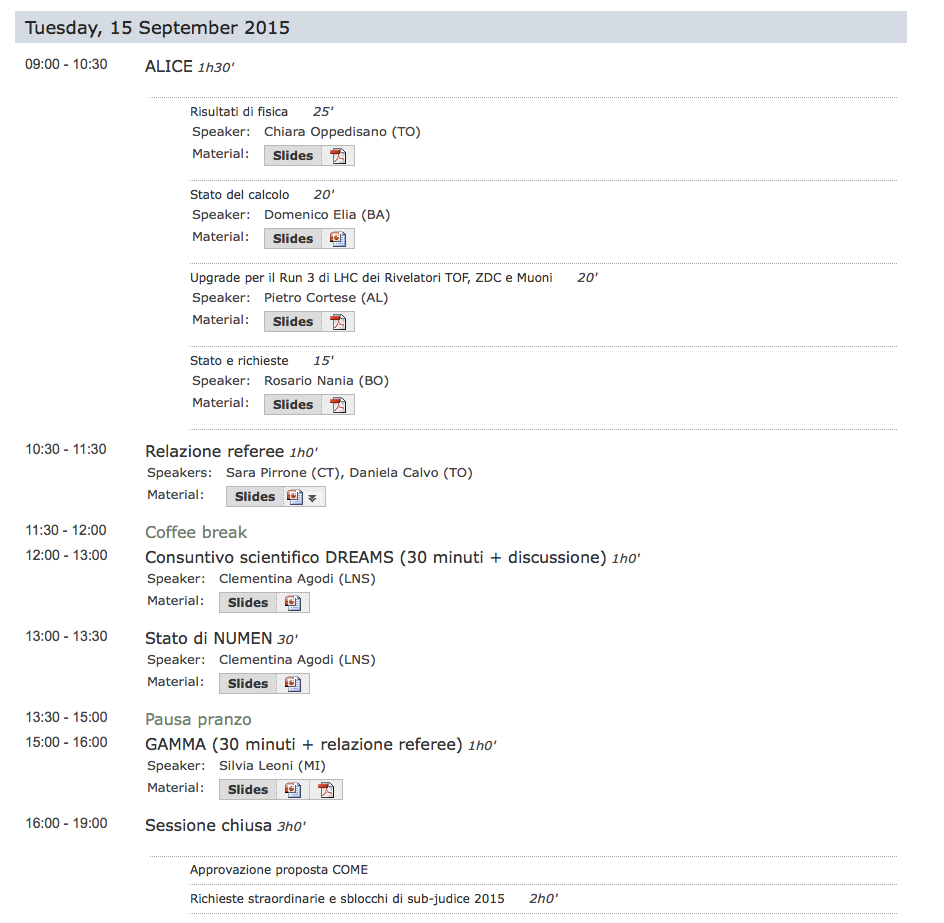 Tuesday, 15 September 2015
09:00 - 10:30 ALICE 1h30'
Risultati di fisica 25'
Speaker: Chiara Oppedisano (TO)
Material: Slides
Stato del calcolo 20'
Speaker: Domenico Elia (BA)
Material: Slides
Upgrade per il Run 3 di LHC dei Rivelatori TOF, ZDC e Muoni 20'
Speaker: Pietro Cortese (AL)
Material: Slides
Stato e richieste 15'
Speaker: Rosario Nania (BO)
Material: Slides
10:30 - 11:30 Relazione referee 1h0'
Speakers: Sara Pirrone (CT), Daniela Calvo (TO)
Material: Slides
11:30 - 12:00 Coffee break
12:00 - 13:00 Consuntivo scientifico DREAMS (30 minuti + discussione) 1h0'
Speaker: Clementina Agodi (LNS)
Material: Slides
13:00 - 13:30 Stato di NUMEN 30'
Speaker: Clementina Agodi (LNS)
Material: Slides
13:30 - 15:00 Pausa pranzo
15:00 - 16:00 GAMMA (30 minuti + relazione referee) 1h0'
Speaker: Silvia Leoni (MI)
Material: Slides
16:00 - 19:00 Sessione chiusa 3h0'
Approvazione proposta COME
Richieste straordinarie e sblocchi di sub-judice 2015 2h0'